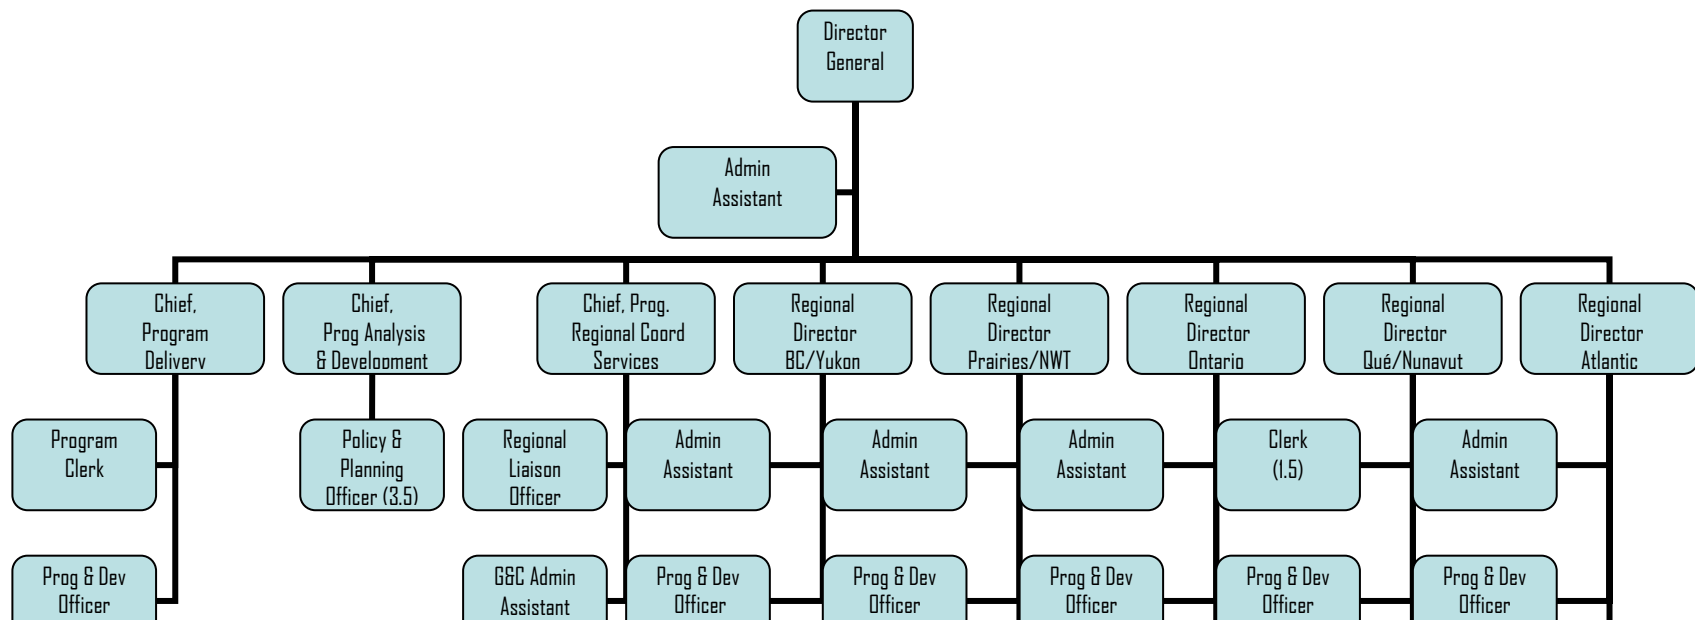 Director
General
Admin
Assistant
Chief,
Program
Delivery
Chief,
Prog Analysis
& Development
Chief, Prog.
Regional Coord
Services
Regional
Director
BC/Yukon
Regional
Director
Prairies/NWT
Regional
Director
Ontario
Regional
Director
Qué/Nunavut
Regional
Director
Atlantic
Program
Clerk
Policy &
Planning
Officer (3.5)
Regional
Liaison
Officer
Admin
Assistant
Admin
Assistant
Admin
Assistant
Clerk
(1.5)
Admin
Assistant
Prog & Dev
Officer
G&C Admin
Assistant
Prog & Dev
Officer
Prog & Dev
Officer
Prog & Dev
Officer
Prog & Dev
Officer
Prog & Dev
Officer